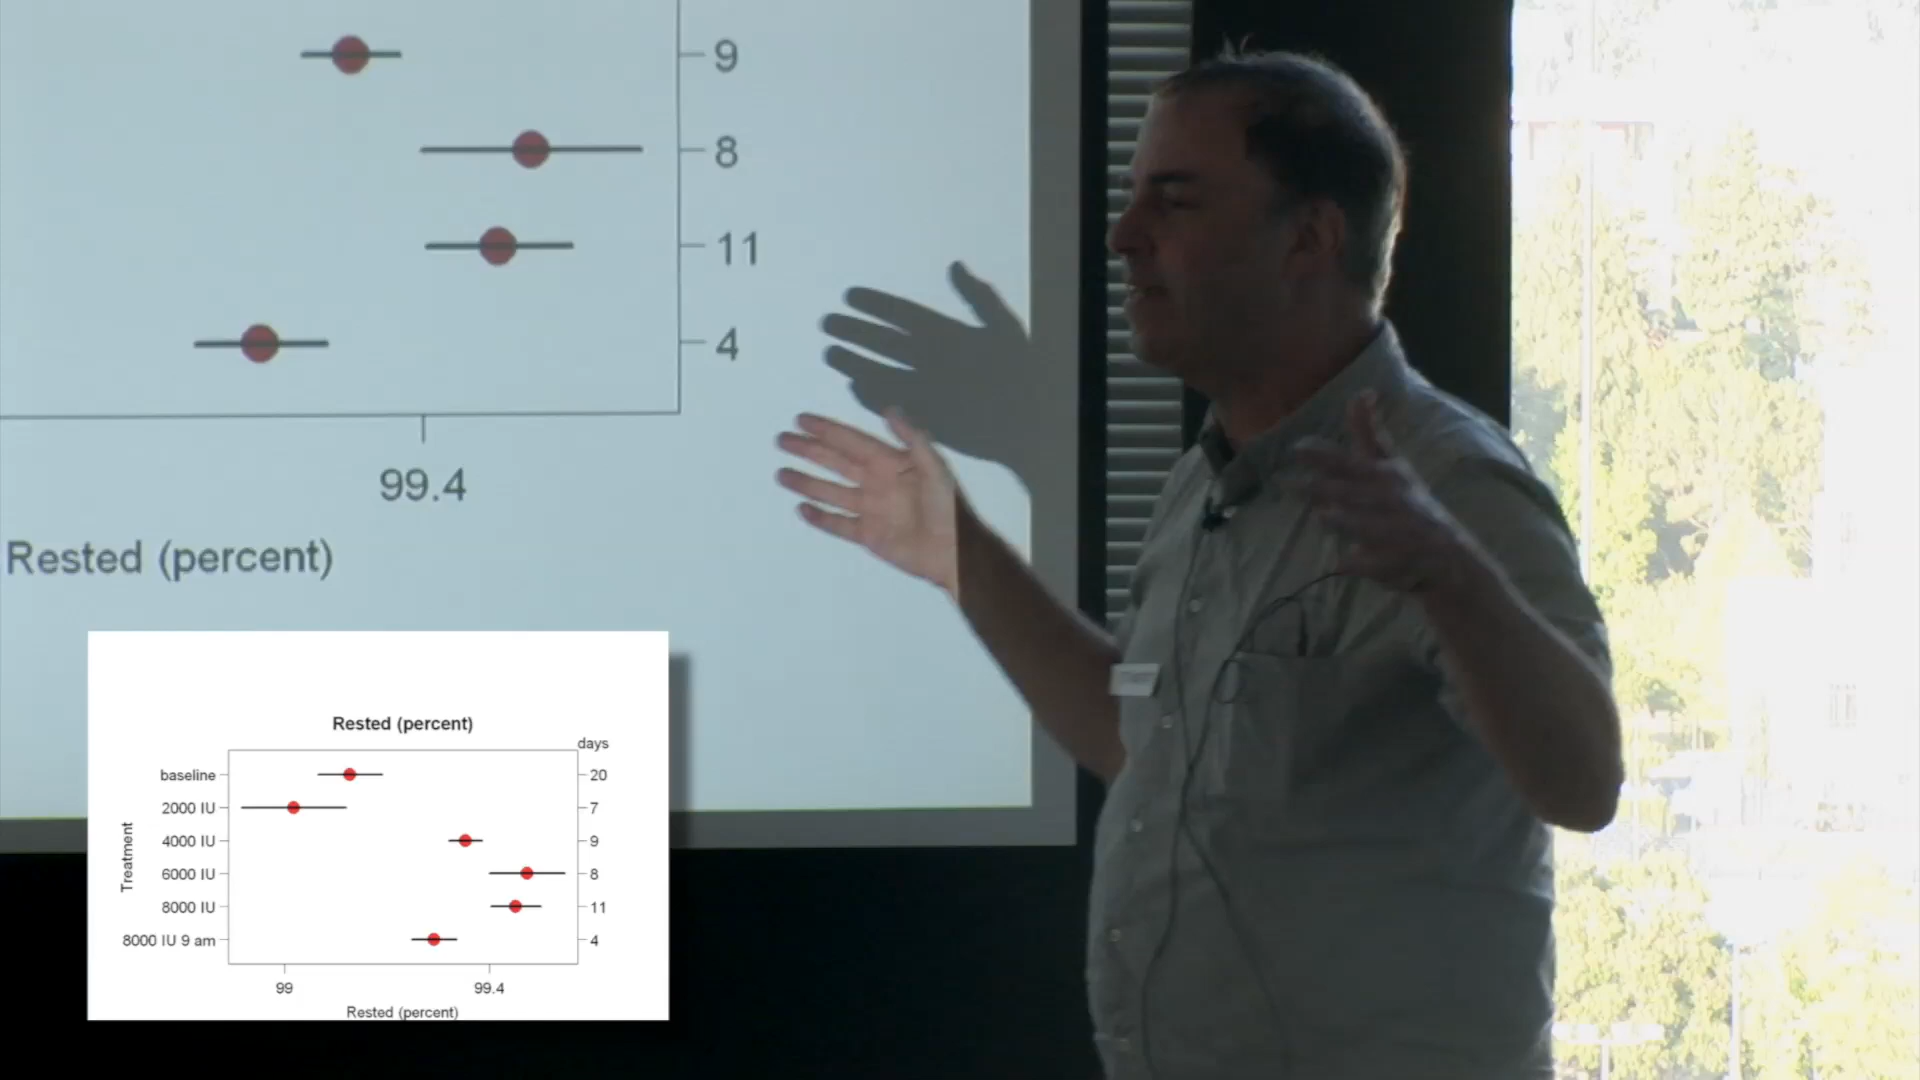 9
8
11
4
99.4
Rested (percent)
Rested (percent)
days
baseline 20
2000 IU 7
4000 IU 9
6000 IU 8
8000 IU 11
8000 IU 9 am 4
Treatment
99 99.4
Rested (percent)